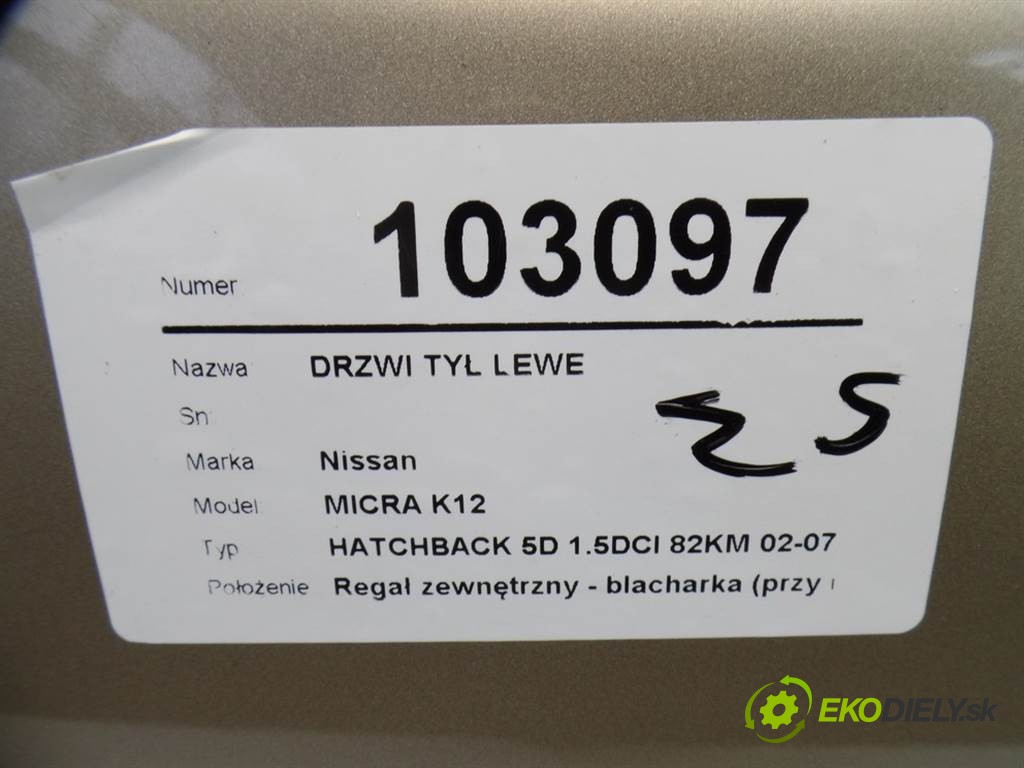 Numer 103097
Nazwa DRZWI TYŁ LEWE
Sn
Marka Nissan
Model MICRA K12
Typ HATCHBACK 5D 1.5DCI 82KM 02-07
Położenie Regał zewnętrzny - blacharka (przy
EKODIELY.sk